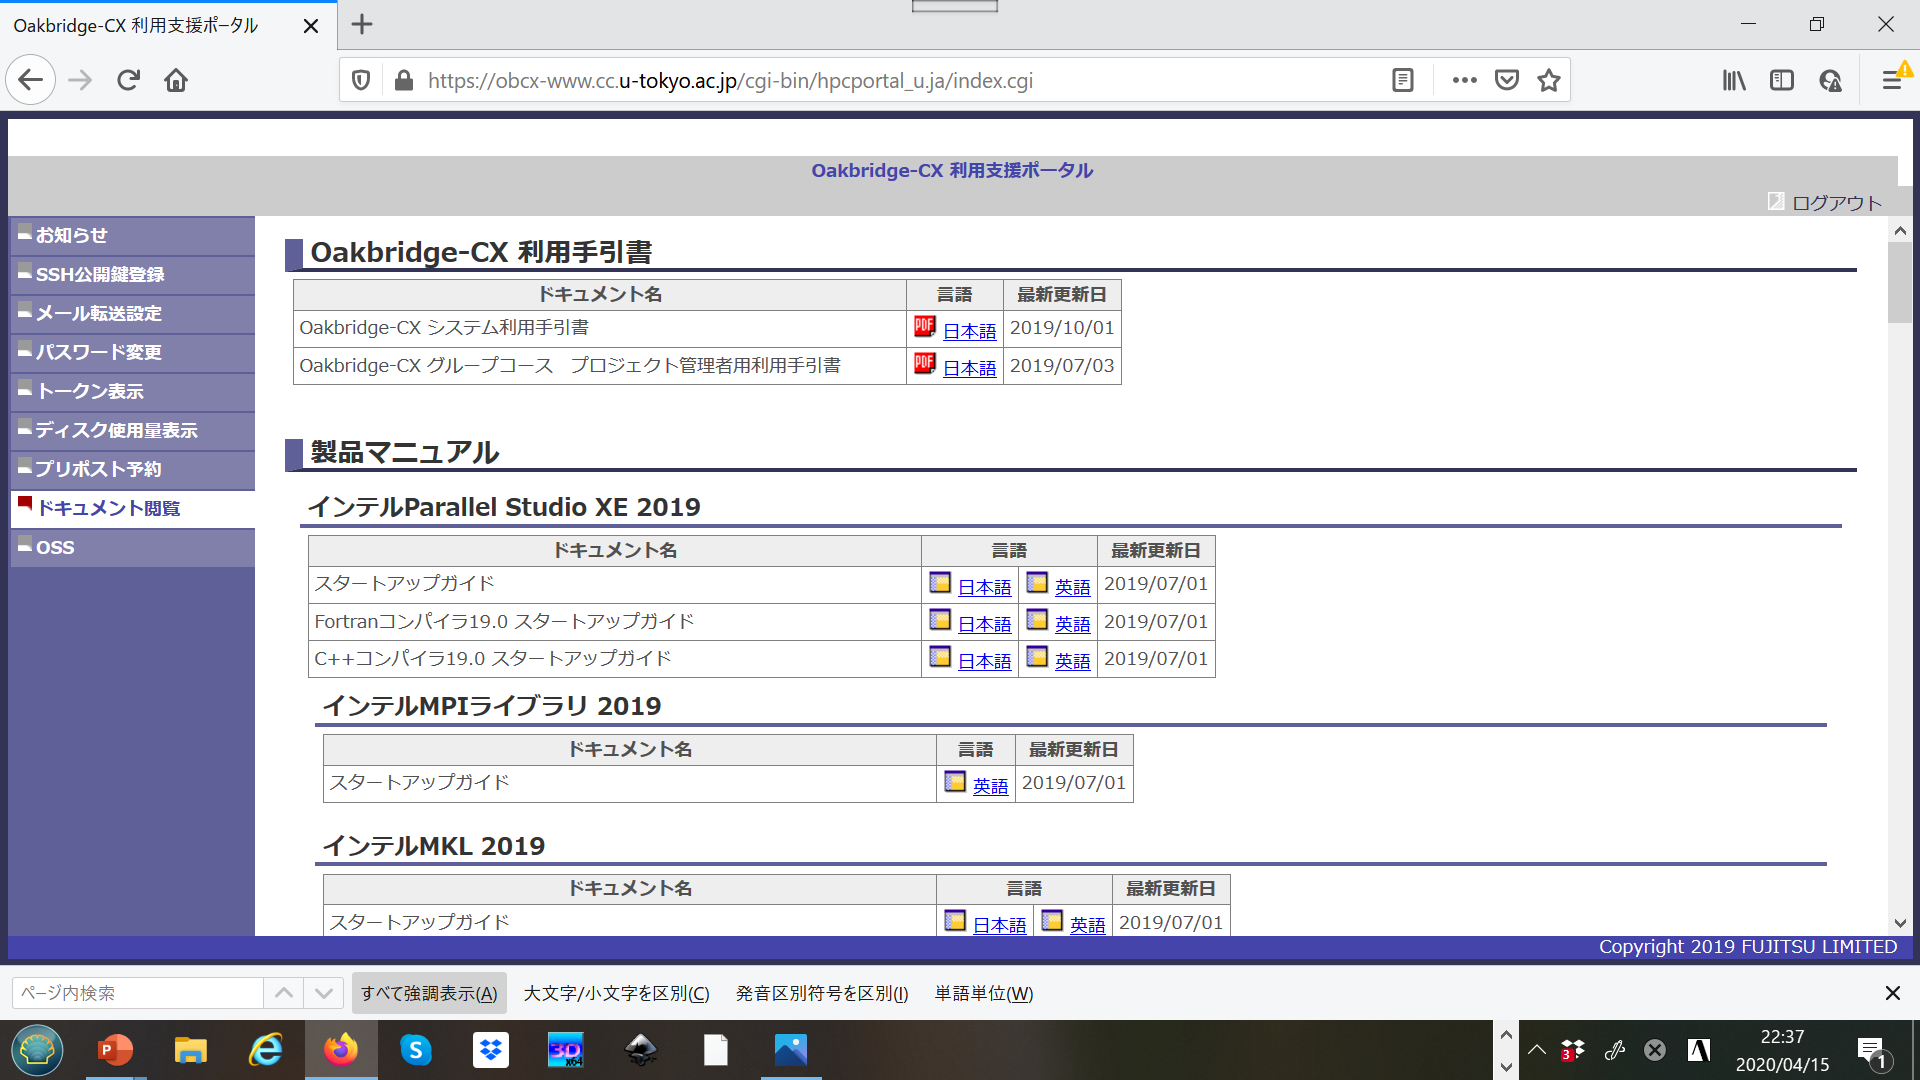 Oakbridge-CX 利用支援ポータル
https://obcx-www.cc.u-tokyo.ac.jp/cgi-bin/hpcportal_u.ja/index.cgi
Oakbridge-CX 利用支援ポータル
ログアウト
お知らせ
SSH公開鍵登録
メール転送設定
パスワード変更
トークン表示
ディスク使用量表示
プリポスト予約
ドキュメント閲覧
OSS
Oakbridge-CX 利用手引書
ドキュメント名 言語 最新更新日
Oakbridge-CX システム利用手引書 PDF 日本語 2019/10/01
Oakbridge-CX グループコース　プロジェクト管理者用利用手引書 PDF 日本語 2019/07/03
製品マニュアル
インテルParallel Studio XE 2019
ドキュメント名 言語 最新更新日
スタートアップガイド 日本語 英語 2019/07/01
Fortranコンパイラ19.0 スタートアップガイド 日本語 英語 2019/07/01
C++コンパイラ19.0 スタートアップガイド 日本語 英語 2019/07/01
インテルMPIライブラリ 2019
ドキュメント名 言語 最新更新日
スタートアップガイド 英語 2019/07/01
インテルMKL 2019
ドキュメント名 言語 最新更新日
スタートアップガイド 日本語 英語 2019/07/01
Copyright 2019 FUJITSU LIMITED
ページ内検索 すべて強調表示(A) 大文字/小文字を区別(C) 発音区別符号を区別(I) 単語単位(W)
P S 3D x64 3 A 22:37 1
2020/04/15